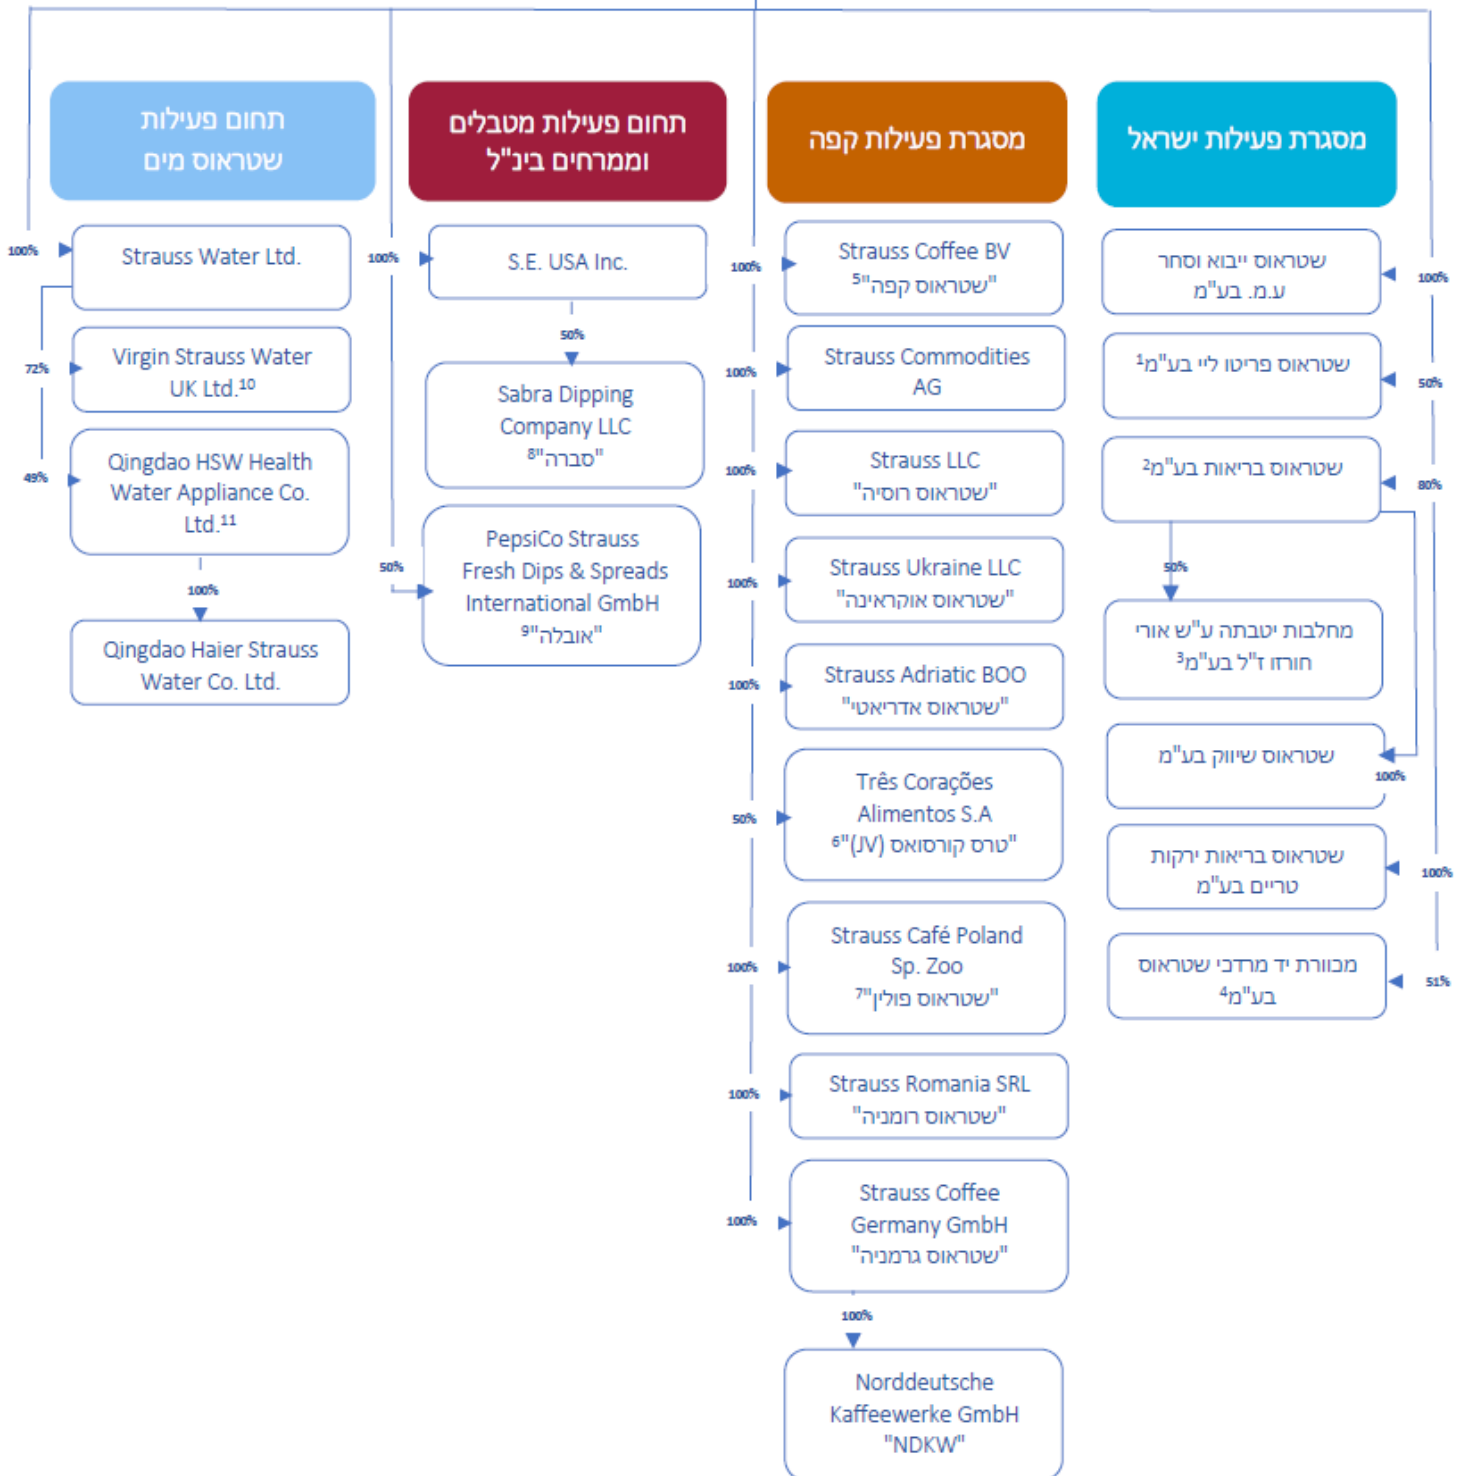 מסגרת פעילות ישראל
שטראוס ייבוא וסחר
ע.מ. בע"מ
100%
שטראוס פריטו ליי בע"מ¹
50%
שטראוס בריאות בע"מ²
80%
50%
מחלבות יטבתה ע"ש אורי
חורזו ז"ל בע"מ³
שטראוס שיווק בע"מ
100%
שטראוס בריאות ירקות
טריים בע"מ
100%
מכוורת יד מרדכי שטראוס
בע"מ⁴
51%
מסגרת פעילות קפה
100%
Strauss Coffee BV
"שטראוס קפה"⁵
100%
Strauss Commodities
AG
100%
Strauss LLC
"שטראוס רוסיה"
100%
Strauss Ukraine LLC
"שטראוס אוקראינה"
100%
Strauss Adriatic BOO
"שטראוס אדריאטי"
50%
Três Corações
Alimentos S.A
"טרס קורסואס (JV)"⁶
100%
Strauss Café Poland
Sp. Zoo
"שטראוס פולין"⁷
100%
Strauss Romania SRL
"שטראוס רומניה"
100%
Strauss Coffee
Germany GmbH
"שטראוס גרמניה"
100%
Norddeutsche
Kaffeewerke GmbH
"NDKW"
תחום פעילות מטבלים
וממרחים בינ"ל
100%
S.E. USA Inc.
50%
Sabra Dipping
Company LLC
"סברה"⁸
50%
PepsiCo Strauss
Fresh Dips & Spreads
International GmbH
"אובלה"⁹
תחום פעילות
שטראוס מים
100%
Strauss Water Ltd.
72%
Virgin Strauss Water
UK Ltd.¹⁰
49%
Qingdao HSW Health
Water Appliance Co.
Ltd.¹¹
100%
Qingdao Haier Strauss
Water Co. Ltd.